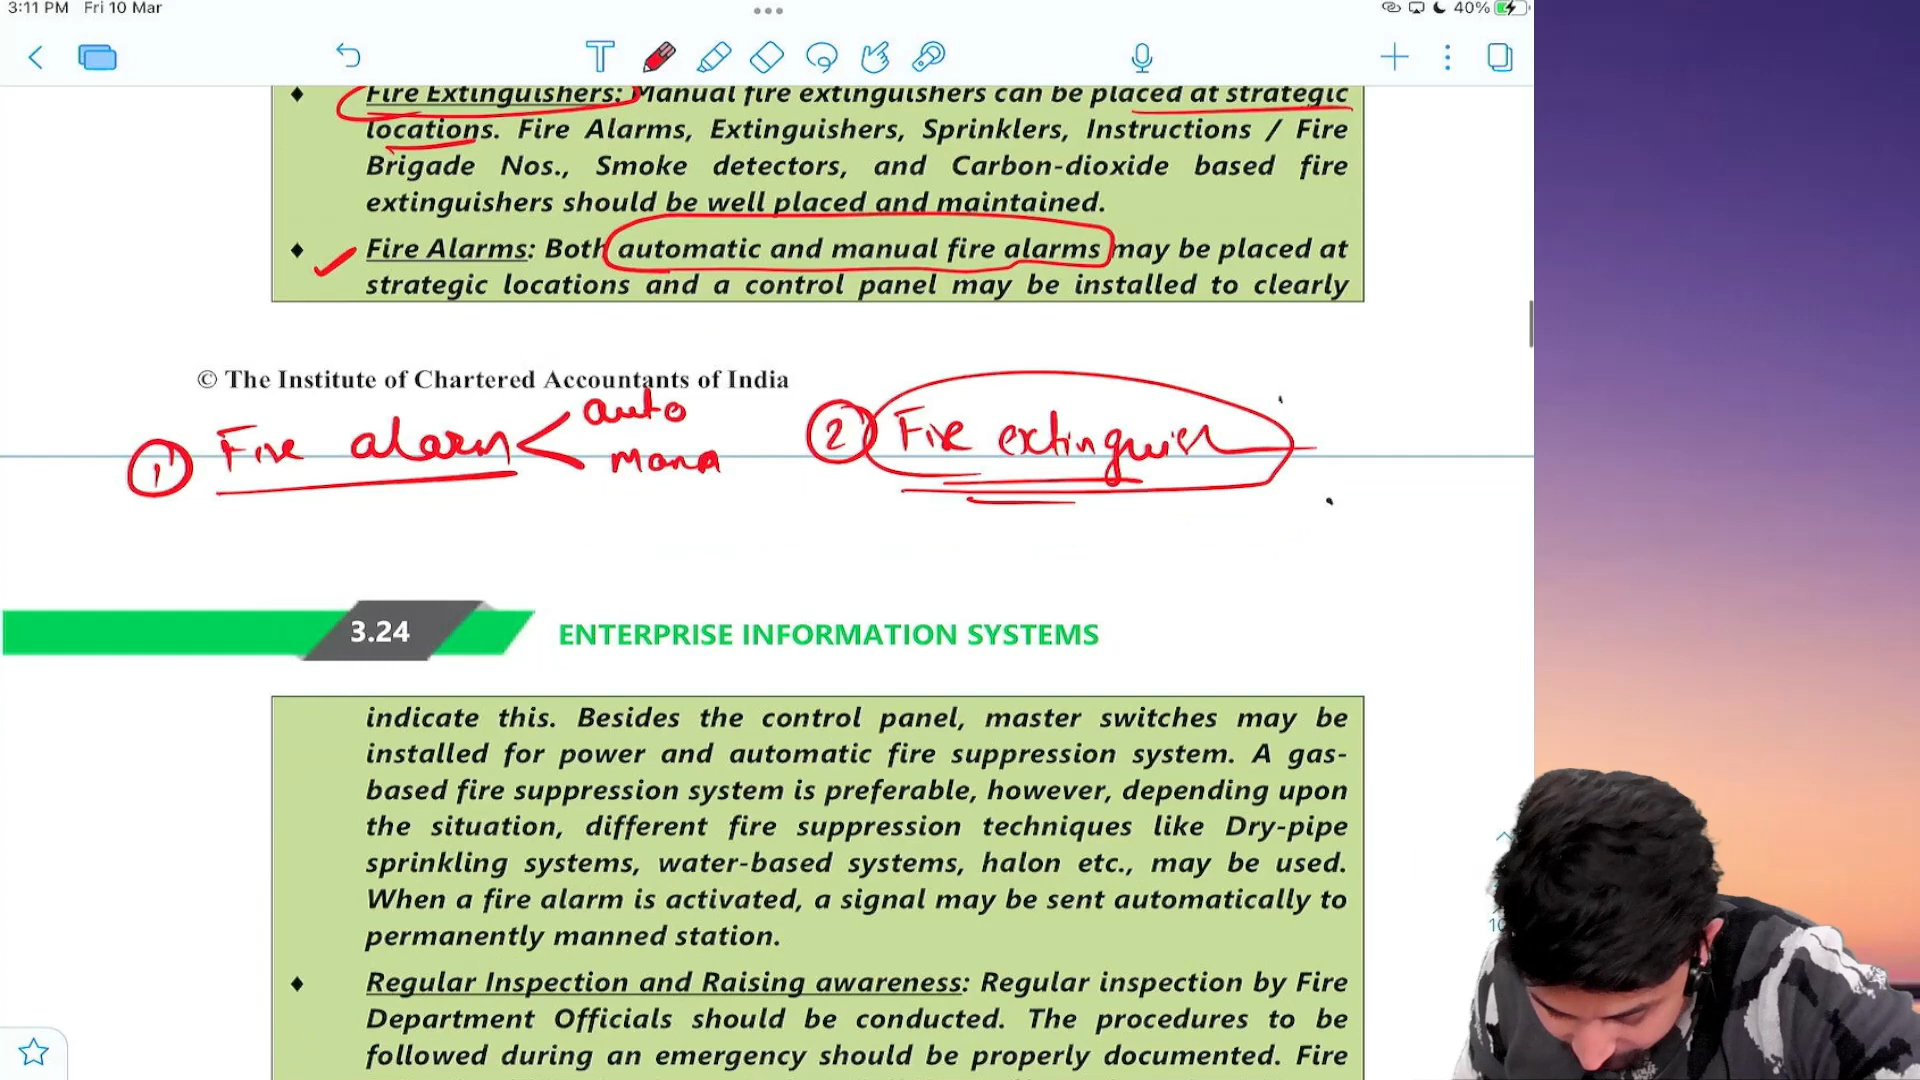 3:11 PM Fri 10 Mar
40%
Fire Extinguishers: Manual fire extinguishers can be placed at strategic
locations. Fire Alarms, Extinguishers, Sprinklers, Instructions / Fire
Brigade Nos., Smoke detectors, and Carbon-dioxide based fire
extinguishers should be well placed and maintained.
Fire Alarms: Both automatic and manual fire alarms may be placed at
strategic locations and a control panel may be installed to clearly
© The Institute of Chartered Accountants of India
1 Fire alarm
auto
mana
2 Fire extinguish
3.24
ENTERPRISE INFORMATION SYSTEMS
indicate this. Besides the control panel, master switches may be
installed for power and automatic fire suppression system. A gas-
based fire suppression system is preferable, however, depending upon
the situation, different fire suppression techniques like Dry-pipe
sprinkling systems, water-based systems, halon etc., may be used.
When a fire alarm is activated, a signal may be sent automatically to
permanently manned station.
Regular Inspection and Raising awareness: Regular inspection by Fire
Department Officials should be conducted. The procedures to be
followed during an emergency should be properly documented. Fire